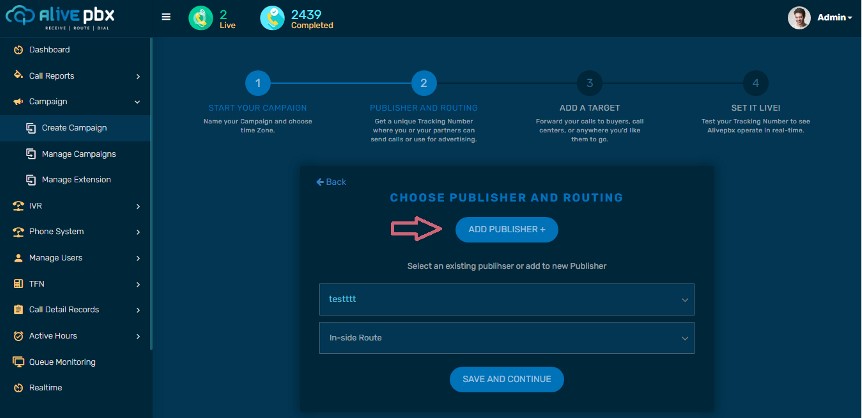 ALivE pbx
RECEIVE | ROUTE | DIAL
2
Live
2439
Completed
Admin
Dashboard
Call Reports
Campaign
Create Campaign
Manage Campaigns
Manage Extension
IVR
Phone System
Manage Users
TFN
Call Detail Records
Active Hours
Queue Monitoring
Realtime
1
START YOUR CAMPAIGN
Name your Campaign and choose
time Zone.
2
PUBLISHER AND ROUTING
Get a unique Tracking Number
where you or your partners can
send calls or use for advertising.
3
ADD A TARGET
Forward your calls to buyers, call
centers, or anywhere you'd like
them to go.
4
SET IT LIVE!
Test your Tracking Number to see
Alivepbx operate in real-time.
Back
CHOOSE PUBLISHER AND ROUTING
ADD PUBLISHER +
Select an existing publihser or add to new Publisher
testttt
In-side Route
SAVE AND CONTINUE